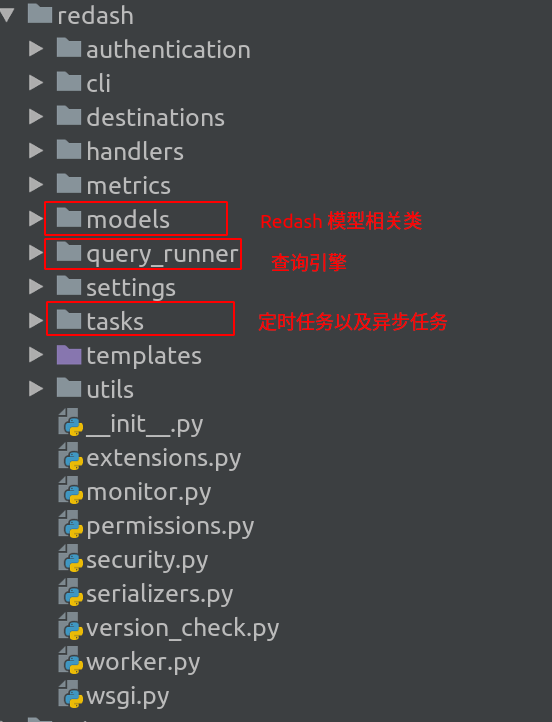 redash
authentication
cli
destinations
handlers
metrics
models Redash 模型相关类
query_runner 查询引擎
settings
tasks 定时任务以及异步任务
templates
utils
__init__.py
extensions.py
monitor.py
permissions.py
security.py
serializers.py
version_check.py
worker.py
wsgi.py